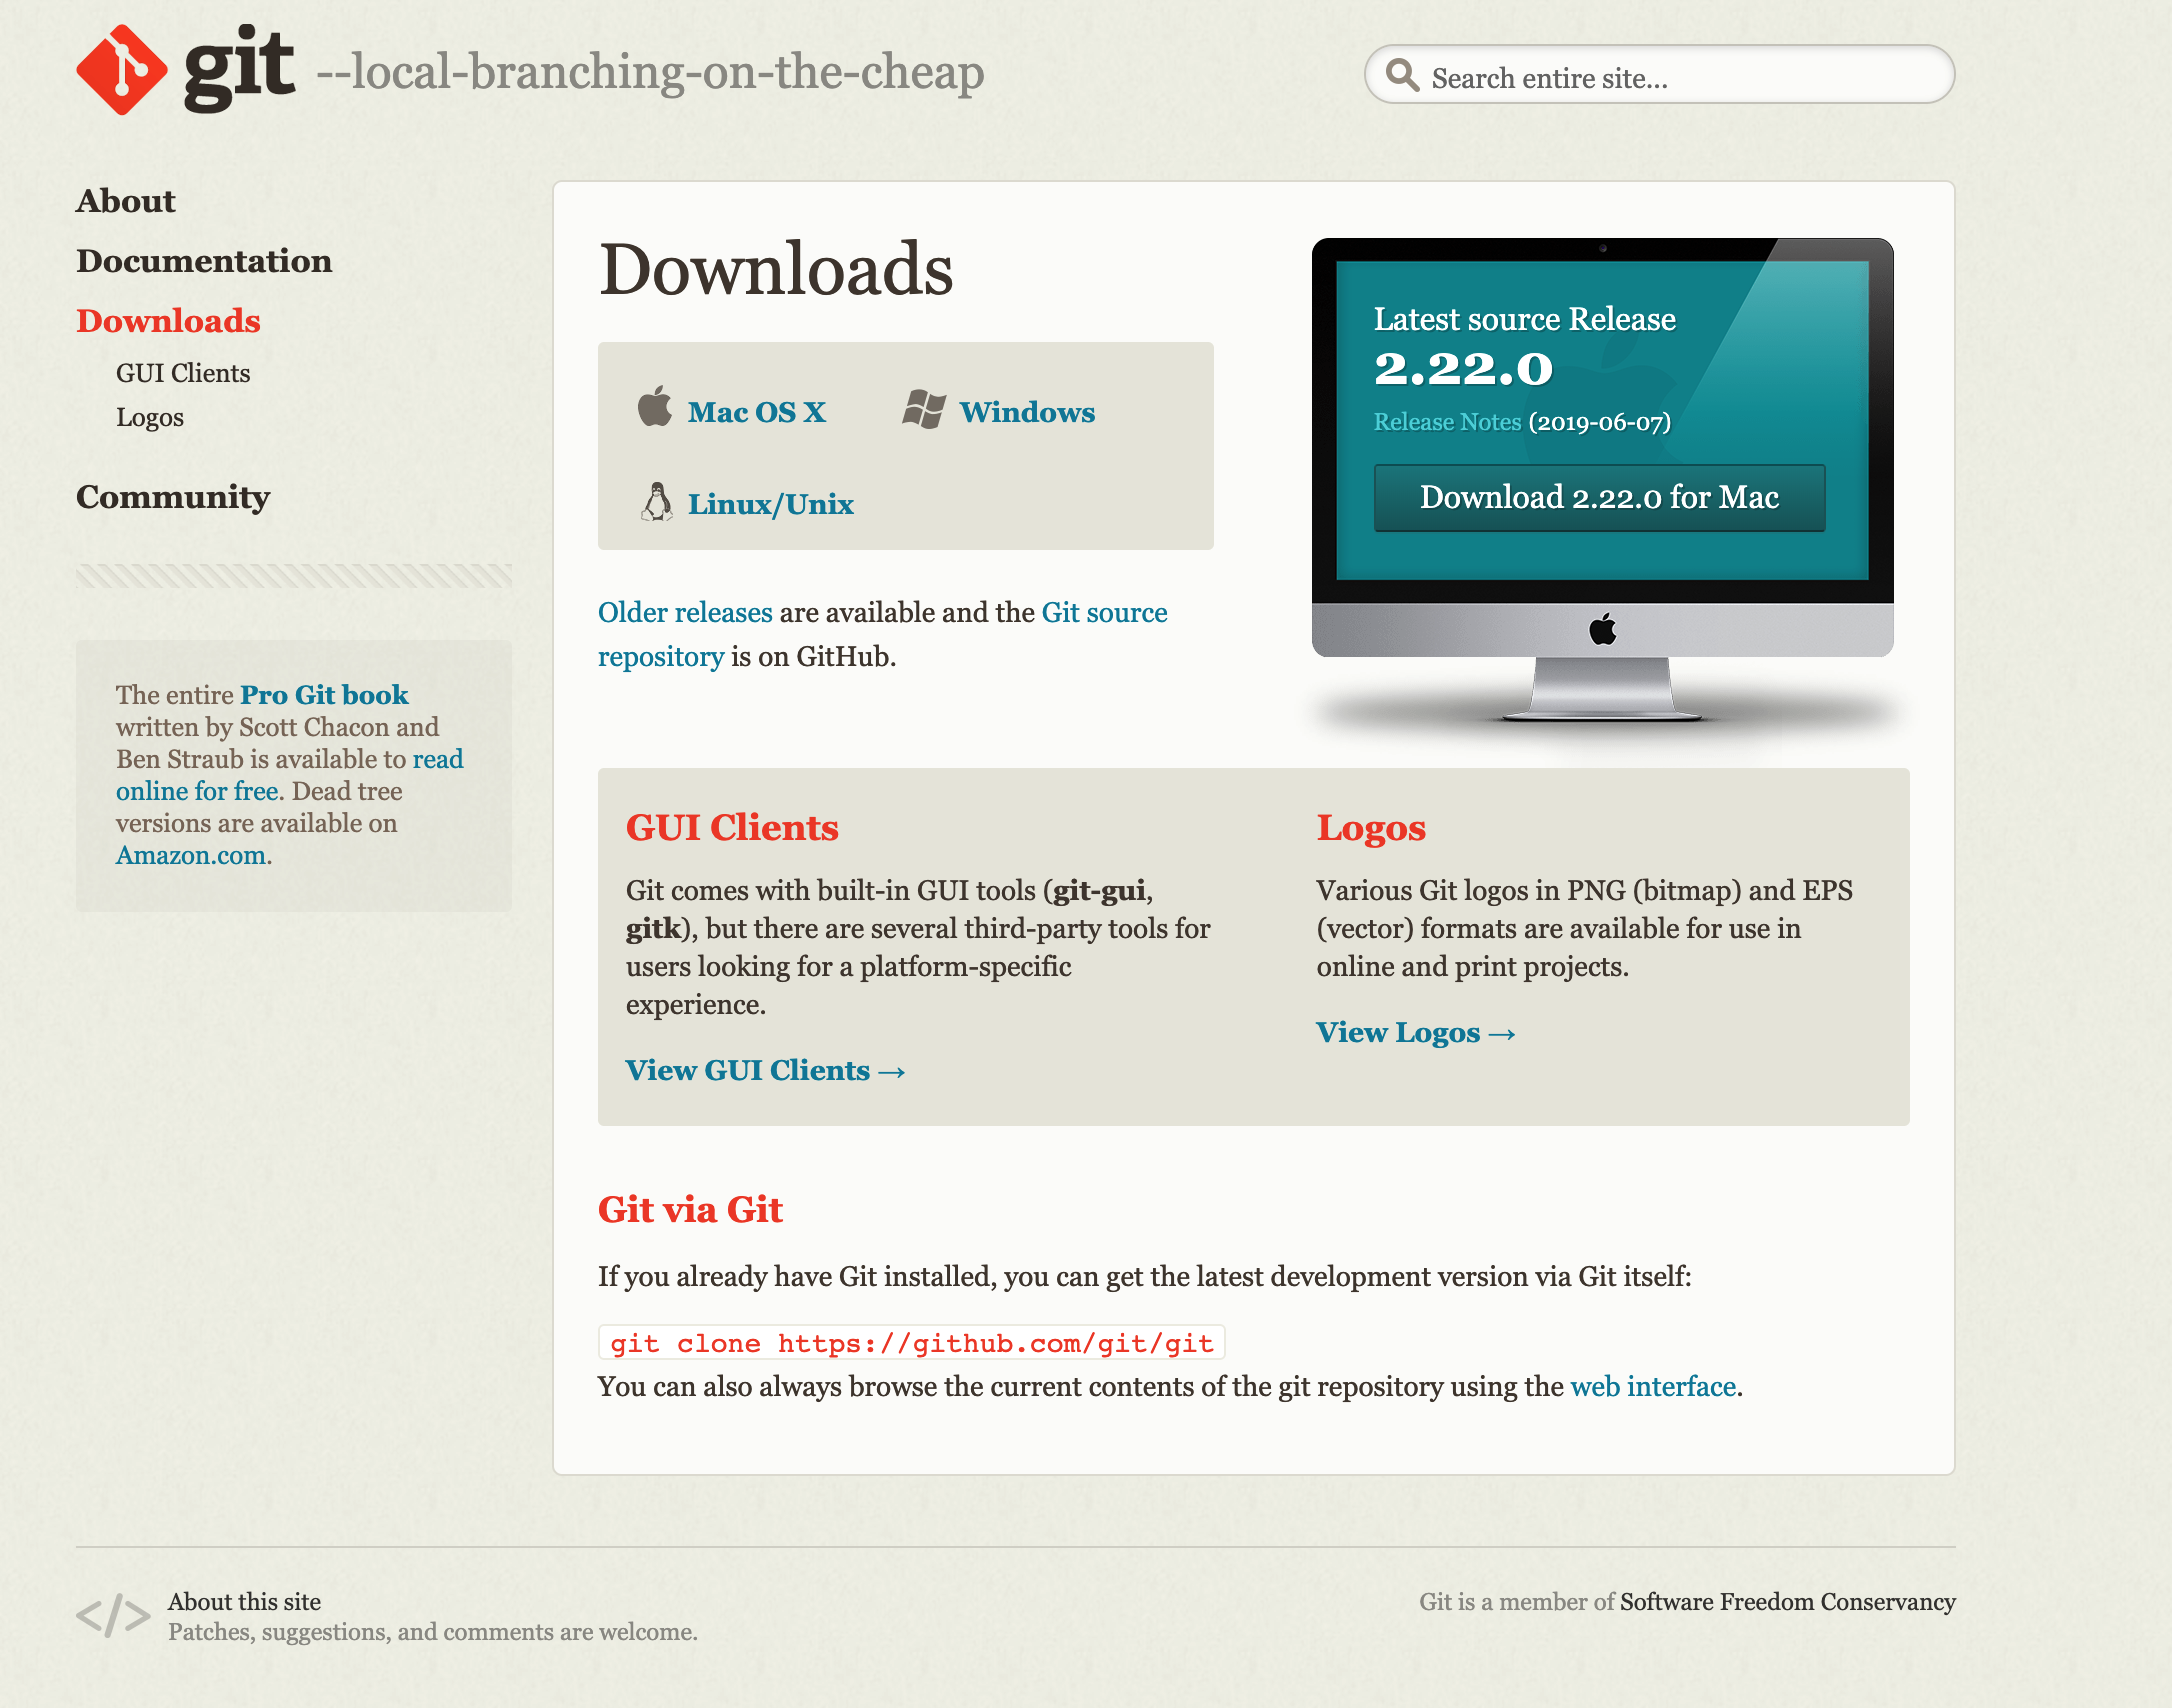 git --local-branching-on-the-cheap
Search entire site...
About
Documentation
Downloads
GUI Clients
Logos
Community
The entire Pro Git book
written by Scott Chacon and
Ben Straub is available to read
online for free. Dead tree
versions are available on
Amazon.com.
Downloads
Mac OS X
Windows
Linux/Unix
Older releases are available and the Git source
repository is on GitHub.
Latest source Release
2.22.0
Release Notes (2019-06-07)
Download 2.22.0 for Mac
GUI Clients
Git comes with built-in GUI tools (git-gui,
gitk), but there are several third-party tools for
users looking for a platform-specific
experience.
View GUI Clients →
Logos
Various Git logos in PNG (bitmap) and EPS
(vector) formats are available for use in
online and print projects.
View Logos →
Git via Git
If you already have Git installed, you can get the latest development version via Git itself:
git clone https://github.com/git/git
You can also always browse the current contents of the git repository using the web interface.
</> About this site
Patches, suggestions, and comments are welcome.
Git is a member of Software Freedom Conservancy